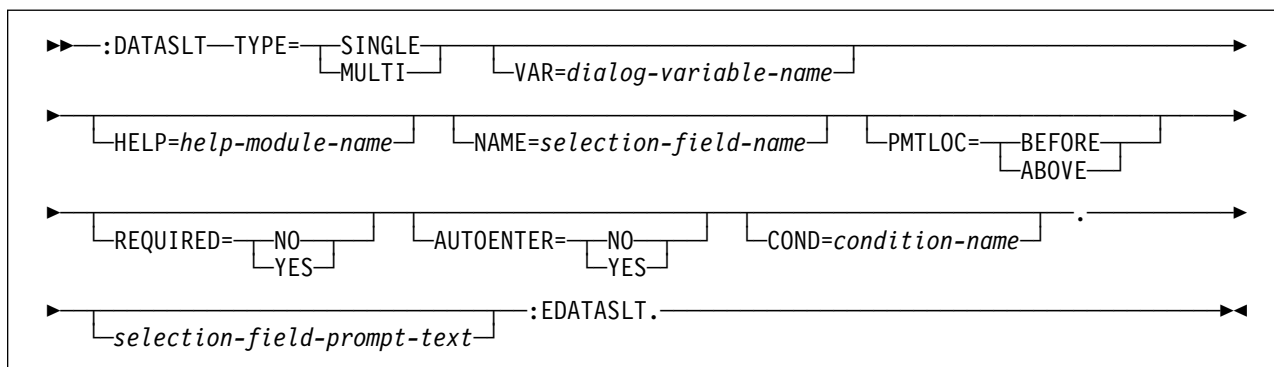 :DATASLT TYPE= SINGLE
MULTI VAR=dialog-variable-name
HELP=help-module-name NAME=selection-field-name PMTLOC= BEFORE
ABOVE
REQUIRED= NO AUTOENTER= NO COND=condition-name .
YES YES
selection-field-prompt-text :EDATASLT.